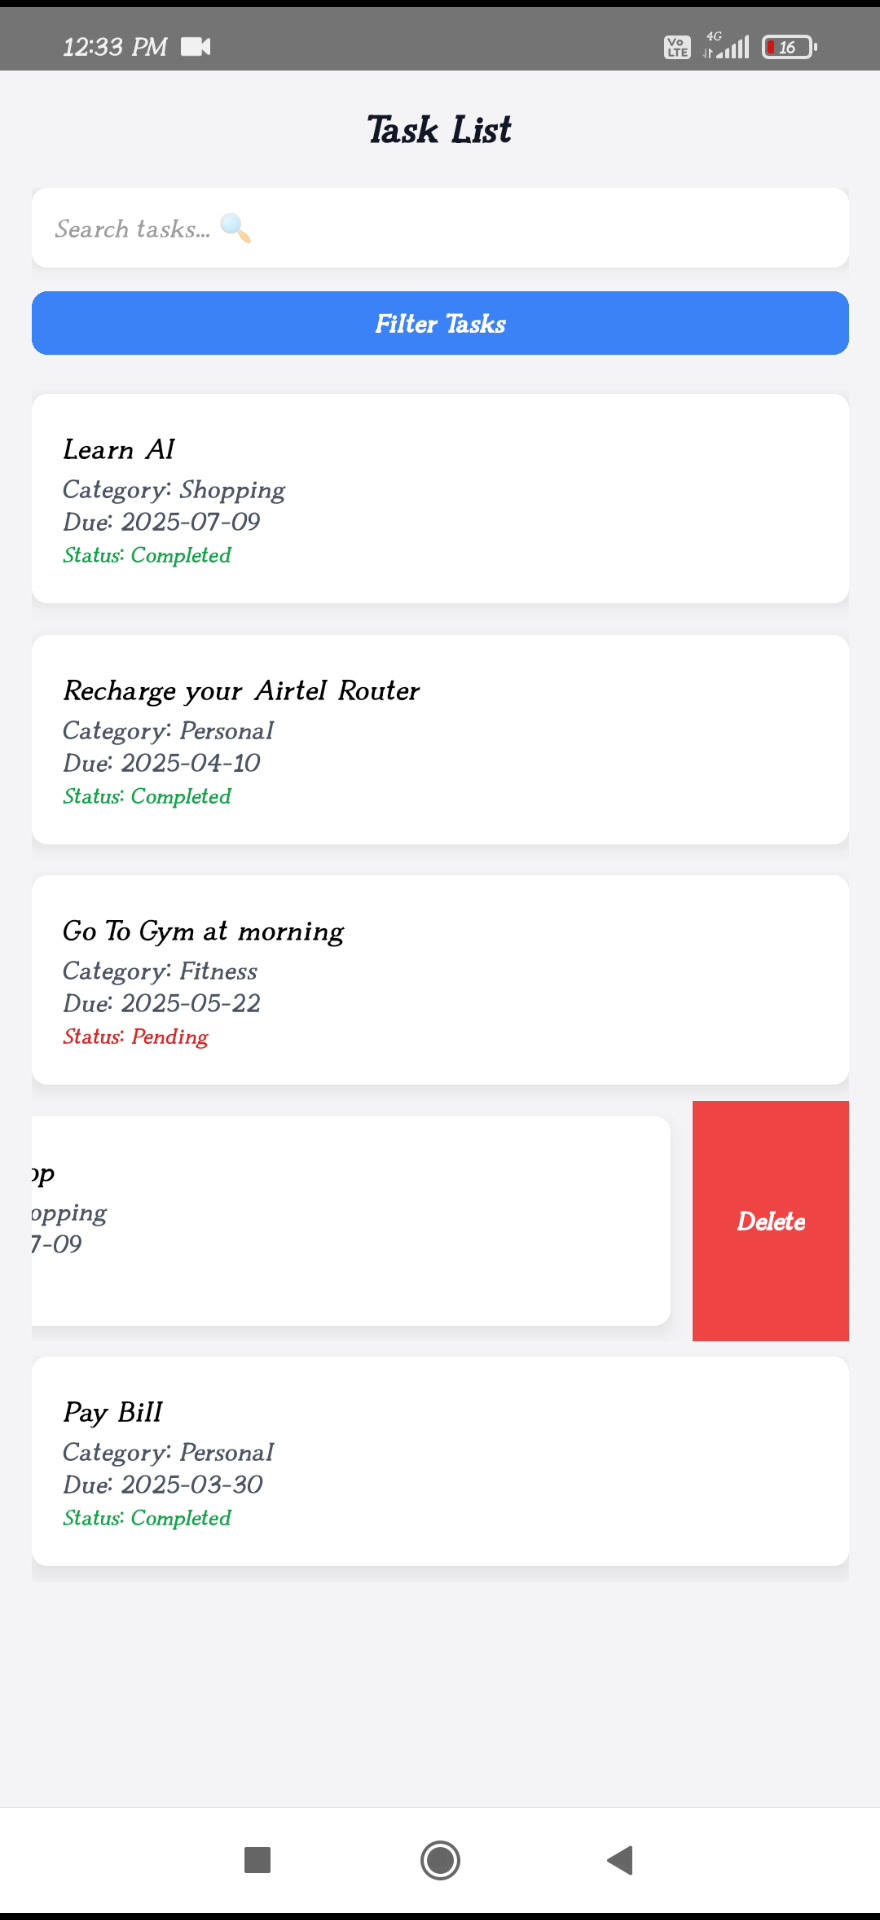 12:33 PM
Vo LTE 4G 16
Task List
Search tasks... 🔍
Filter Tasks
Learn AI
Category: Shopping
Due: 2025-07-09
Status: Completed
Recharge your Airtel Router
Category: Personal
Due: 2025-04-10
Status: Completed
Go To Gym at morning
Category: Fitness
Due: 2025-05-22
Status: Pending
op
opping
7-09
Delete
Pay Bill
Category: Personal
Due: 2025-03-30
Status: Completed